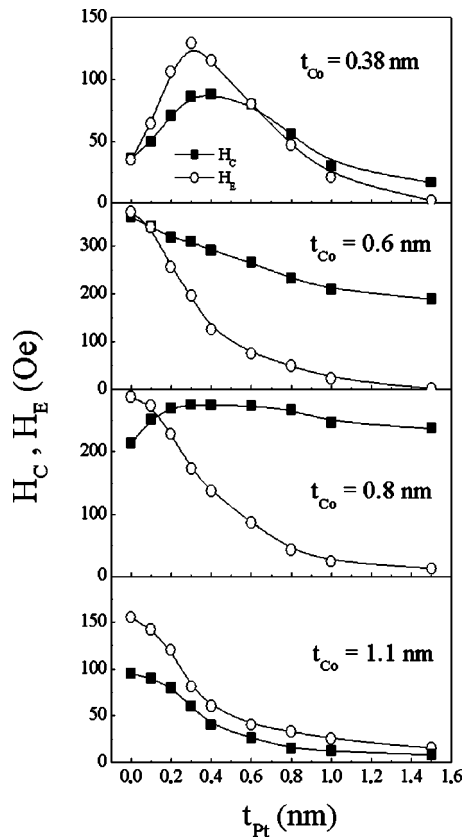 150
t_Co = 0.38 nm
100
50
H_C
H_E
0
300
t_Co = 0.6 nm
200
100
0
H_C , H_E (Oe)
200
t_Co = 0.8 nm
100
0
150
t_Co = 1.1 nm
100
50
0
0.0 0.2 0.4 0.6 0.8 1.0 1.2 1.4 1.6
t_Pt (nm)